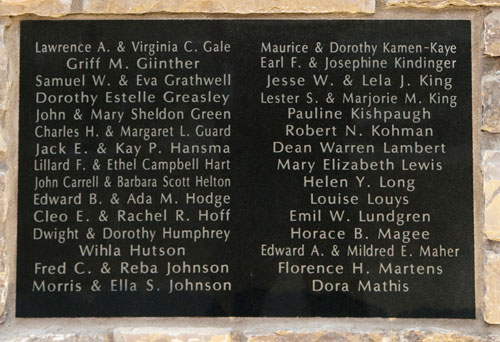 Lawrence A. & Virginia C. Gale
Griff M. Giinther
Samuel W. & Eva Grathwell
Dorothy Estelle Greasley
John & Mary Sheldon Green
Charles H. & Margaret L. Guard
Jack E. & Kay P. Hansma
Lillard F. & Ethel Campbell Hart
John Carrell & Barbara Scott Helton
Edward B. & Ada M. Hodge
Cleo E. & Rachel R. Hoff
Dwight & Dorothy Humphrey
Wihla Hutson
Fred C. & Reba Johnson
Morris & Ella S. Johnson
Maurice & Dorothy Kamen-Kaye
Earl F. & Josephine Kindinger
Jesse W. & Lela J. King
Lester S. & Marjorie M. King
Pauline Kishpaugh
Robert N. Kohman
Dean Warren Lambert
Mary Elizabeth Lewis
Helen Y. Long
Louise Louys
Emil W. Lundgren
Horace B. Magee
Edward A. & Mildred E. Maher
Florence H. Martens
Dora Mathis